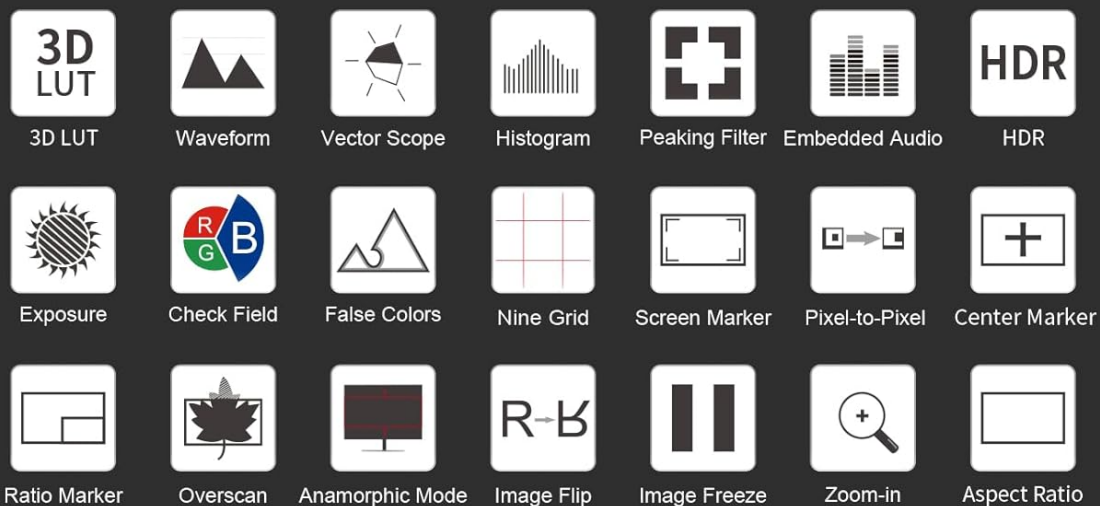 3D
LUT
HDR
3D LUT
Waveform
Vector Scope
Histogram
Peaking Filter
Embedded Audio
HDR
R
G
B
Exposure
Check Field
False Colors
Nine Grid
Screen Marker
Pixel-to-Pixel
Center Marker
R
R
Ratio Marker
Overscan
Anamorphic Mode
Image Flip
Image Freeze
Zoom-in
Aspect Ratio